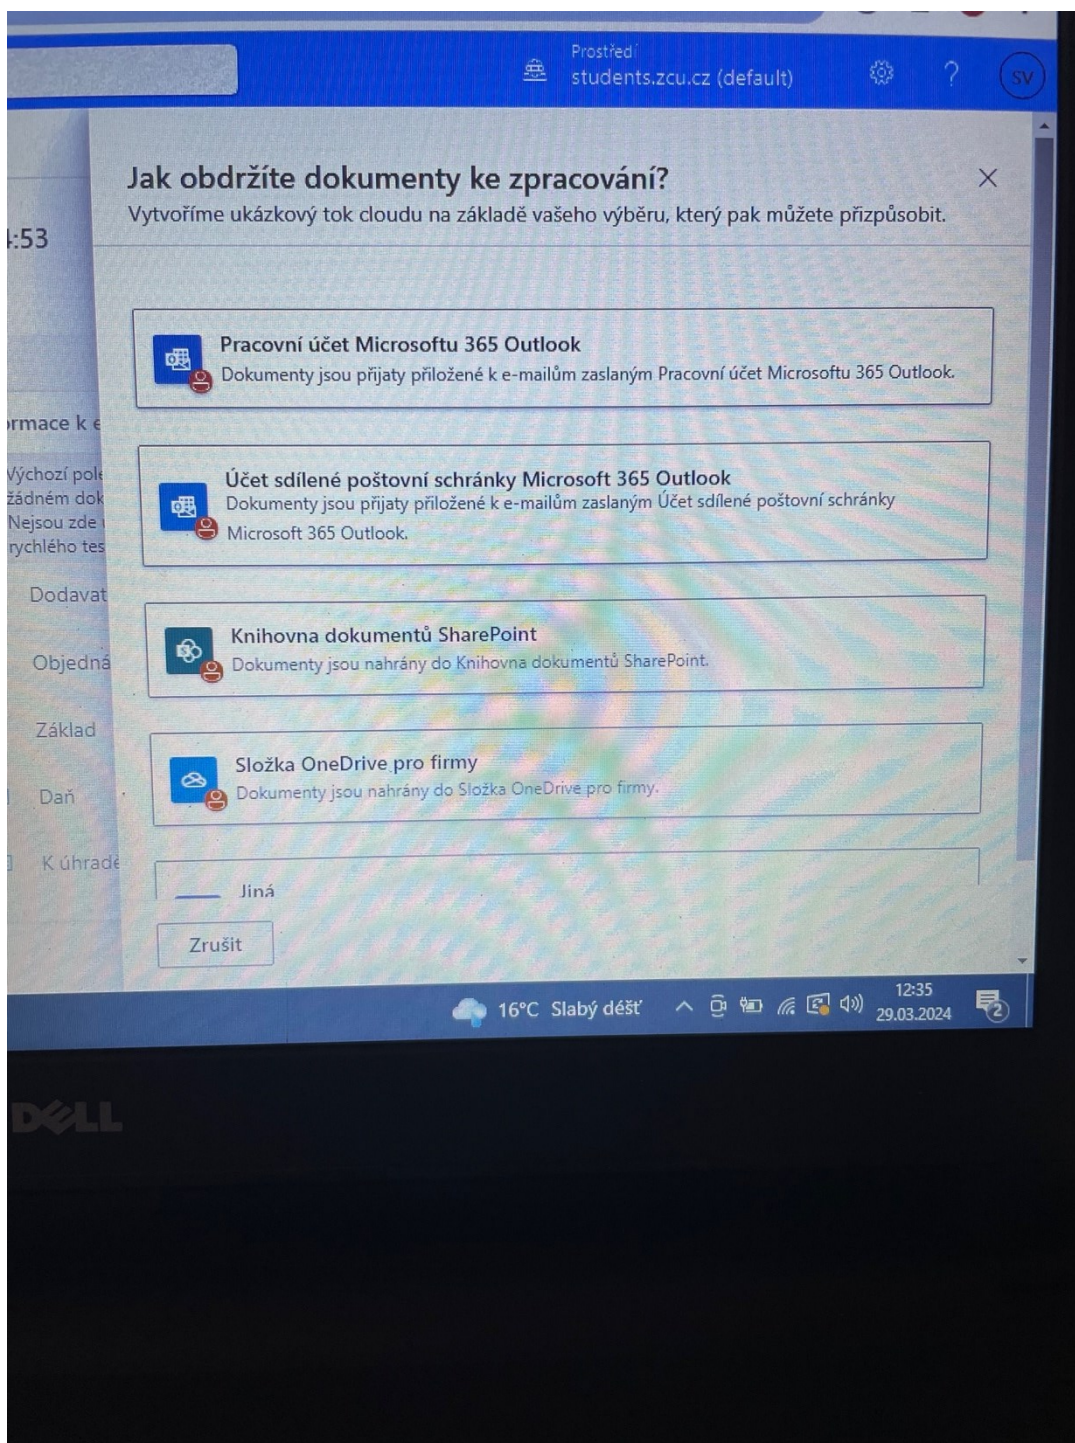 Prostředí
students.zcu.cz (default)
?
SV
Jak obdržíte dokumenty ke zpracování?
Vytvoříme ukázkový tok cloudu na základě vašeho výběru, který pak můžete přizpůsobit.
:53
Pracovní účet Microsoftu 365 Outlook
Dokumenty jsou přijaty přiložené k e-mailům zaslaným Pracovní účet Microsoftu 365 Outlook.
rmace k e
Výchozí pole
žádném dok
Nejsou zde
rychlého tes
Účet sdílené poštovní schránky Microsoft 365 Outlook
Dokumenty jsou přijaty přiložené k e-mailům zaslaným Účet sdílené poštovní schránky
Microsoft 365 Outlook.
Dodavat
Objedná
Knihovna dokumentů SharePoint
Dokumenty jsou nahrány do Knihovna dokumentů SharePoint.
Základ
Složka OneDrive pro firmy
Dokumenty jsou nahrány do Složka OneDrive pro firmy.
Daň
K úhradě
Jiná
Zrušit
16°C Slabý déšť
12:35
29.03.2024
2
DELL